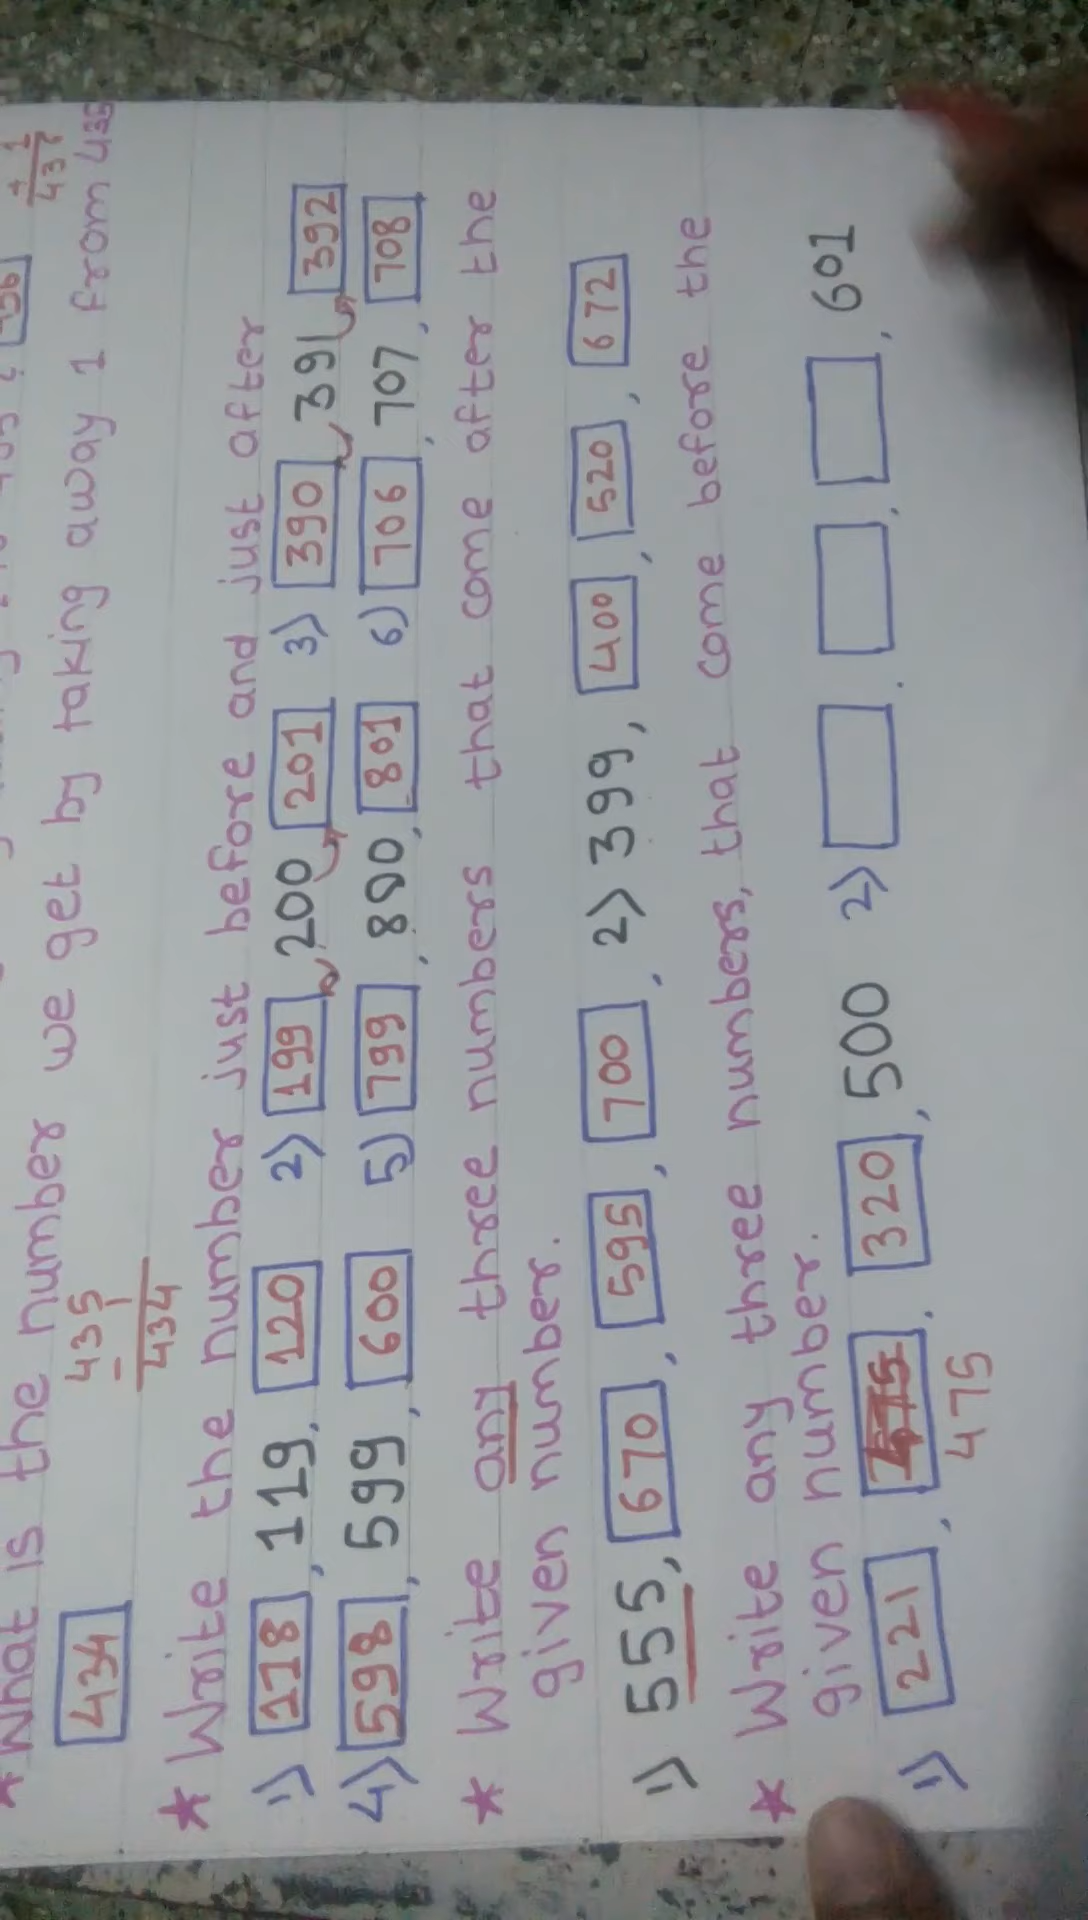 + 1
436
436
* What is the number we get by taking away 1 from 435
434
435
- 1
434
* Write the number just before and just after
1) 118, 119, 120 2) 199, 200, 201 3) 390, 391, 392
4) 598, 599, 600 5) 799, 800, 801 6) 706, 707, 708
* Write any three numbers that come after the
given number.
1) 555, 670, 595, 700, 2) 399, 400, 520, 672
* Write any three numbers, that come before the
given number.
1) 221, 475, 320, 500 2) , , , 601
475